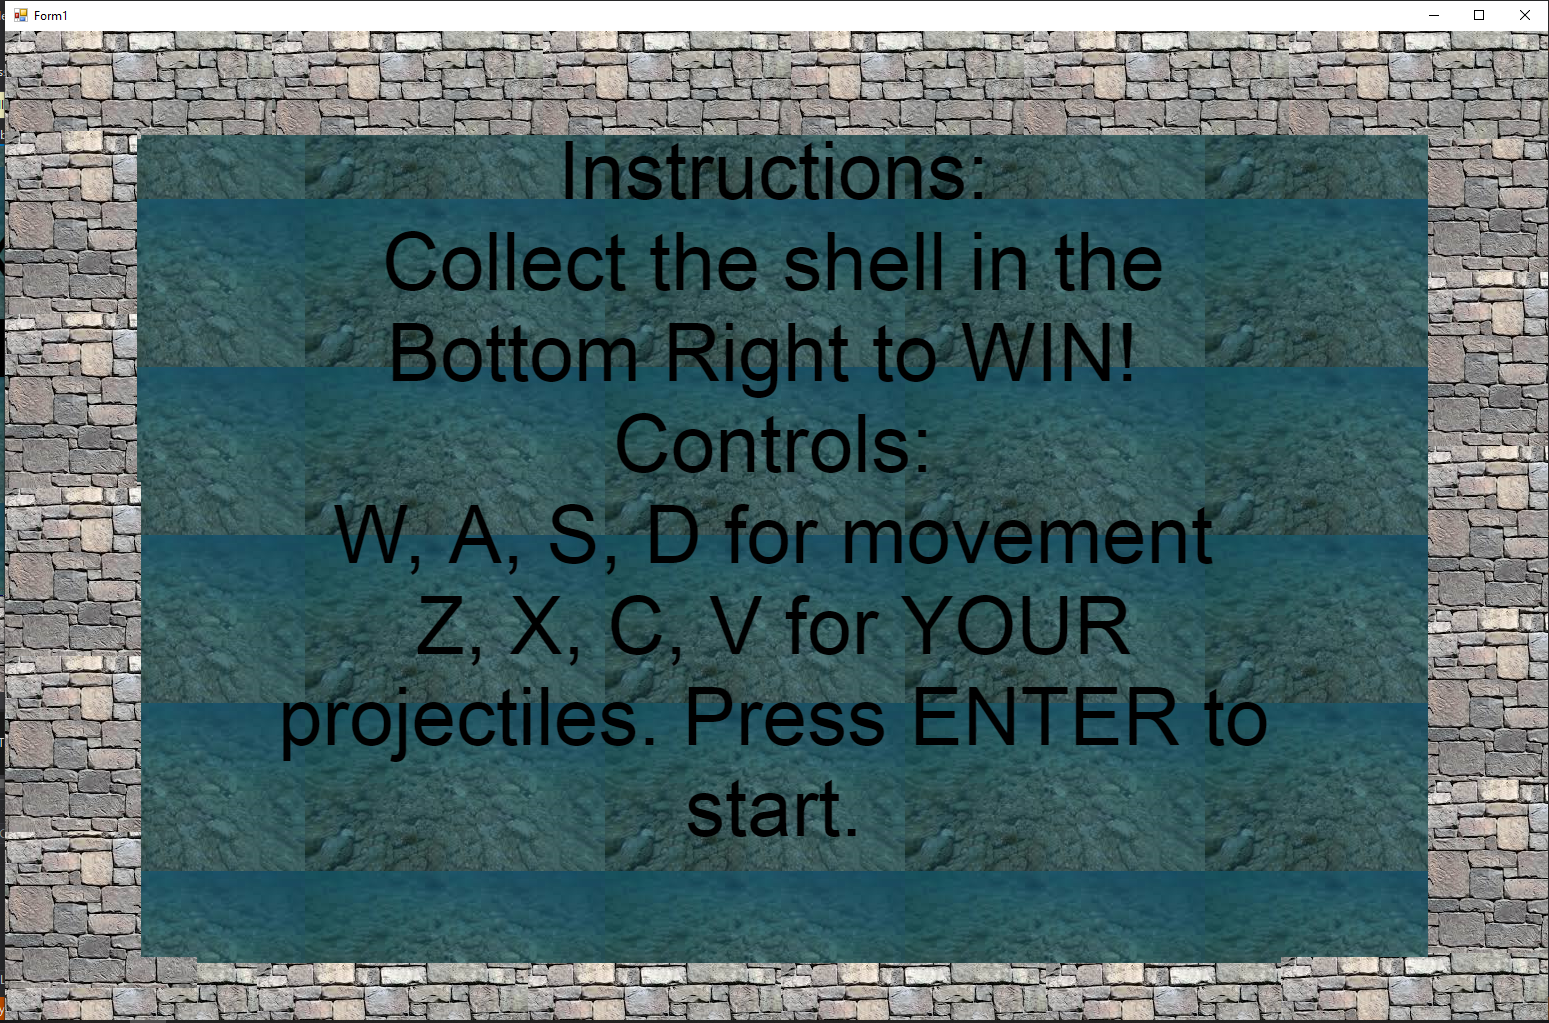 Form1
Instructions:
Collect the shell in the
Bottom Right to WIN!
Controls:
W, A, S, D for movement
Z, X, C, V for YOUR
projectiles. Press ENTER to
start.